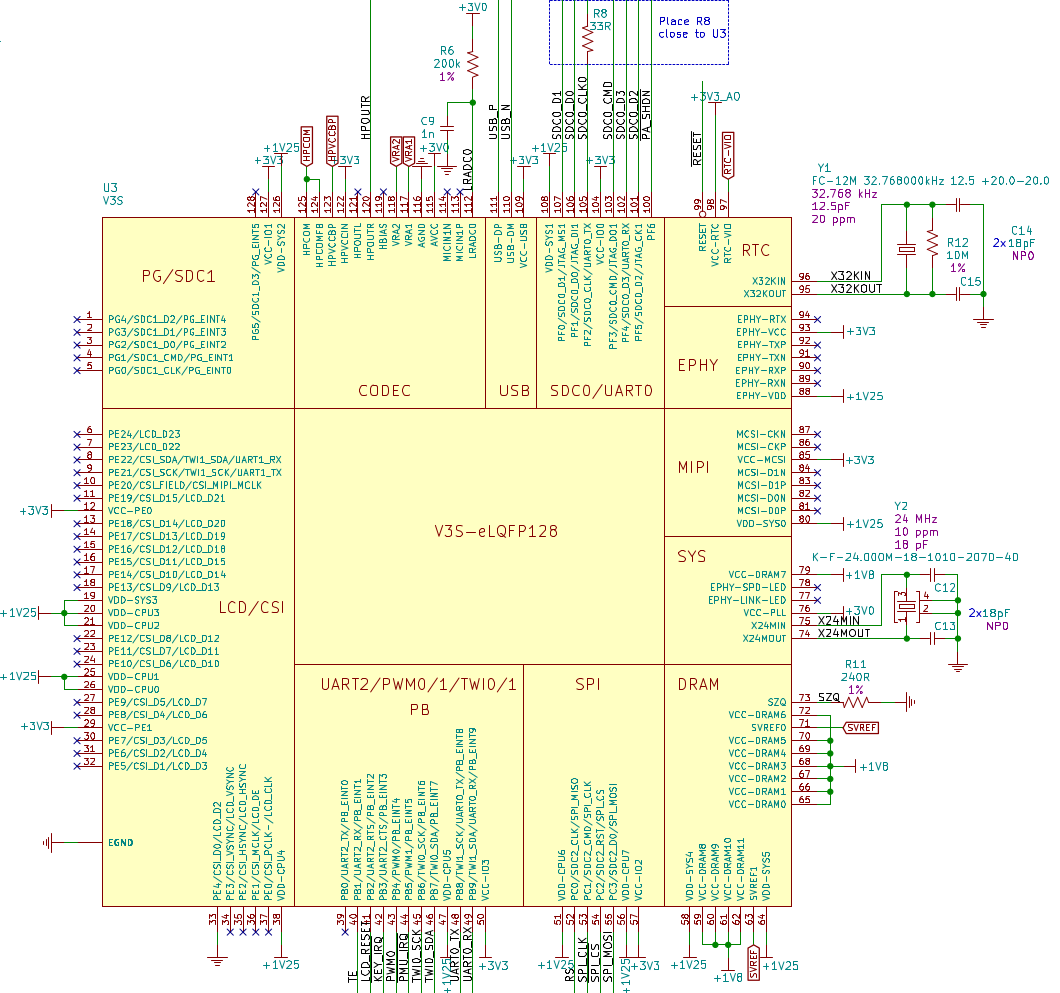 +3V0
R6
200k
1%
C9
1n
+3V0
LRADC0
HPOUTR
USB_P
USB_N
R8
33R
Place R8
close to U3
SDC0_D1
SDC0_D0
SDC0_CLK0
SDC0_CMD
SDC0_D3
SDC0_D2
PA_SHDN
+3V3_AO
RESET
RTC-VIO
+1V25
+3V3
HPCOM
HPVCCBP
+3V3
VRA2
VRA1
+3V3
+1V25
+3V3
U3
V3S
128
127
126
125
124
123
122
121
120
119
118
117
116
115
114
113
112
111
110
109
108
107
106
105
104
103
102
101
100
99
98
97
PG5/SDC1_D3/PG_EINT5
VCC-IO1
VDD-SYS2
HPCOM
HPCOMFB
HPVCCBP
HPVCCIN
HPOUTL
HPOUTR
HBIAS
VRA2
VRA1
AGND
AVCC
MICIN1N
MICIN1P
LRADC0
USB-DP
USB-DM
VCC-USB
VDD-SYS1
PF0/SDC0_D1/JTAG_MS1
PF1/SDC0_D0/JTAG_DI1
PF2/SDC0_CLK/UART0_TX
VCC-IO0
PF3/SDC0_CMD/JTAG_DO1
PF4/SDC0_D3/UART0_RX
PF5/SDC0_D2/JTAG_CK1
PF6
RESET
VCC-RTC
RTC-VIO
PG/SDC1
CODEC
USB
SDC0/UART0
RTC
EPHY
MIPI
SYS
V3S-eLQFP128
LCD/CSI
UART2/PWM0/1/TWI0/1
PB
SPI
DRAM
1 PG4/SDC1_D2/PG_EINT4
2 PG3/SDC1_D1/PG_EINT3
3 PG2/SDC1_D0/PG_EINT2
4 PG1/SDC1_CMD/PG_EINT1
5 PG0/SDC1_CLK/PG_EINT0
6 PE24/LCD_D23
7 PE23/LCD_D22
8 PE22/CSI_SDA/TWI1_SDA/UART1_RX
9 PE21/CSI_SCK/TWI1_SCK/UART1_TX
10 PE20/CSI_FIELD/CSI_MIPI_MCLK
11 PE19/CSI_D15/LCD_D21
+3V3 12 VCC-PE0
13 PE18/CSI_D14/LCD_D20
14 PE17/CSI_D13/LCD_D19
15 PE16/CSI_D12/LCD_D18
16 PE15/CSI_D11/LCD_D15
17 PE14/CSI_D10/LCD_D14
18 PE13/CSI_D9/LCD_D13
19 VDD-SYS3
+1V25 20 VDD-CPU3
21 VDD-CPU2
22 PE12/CSI_D8/LCD_D12
23 PE11/CSI_D7/LCD_D11
24 PE10/CSI_D6/LCD_D10
+1V25 25 VDD-CPU1
26 VDD-CPU0
27 PE9/CSI_D5/LCD_D7
28 PE8/CSI_D4/LCD_D6
+3V3 29 VCC-PE1
30 PE7/CSI_D3/LCD_D5
31 PE6/CSI_D2/LCD_D4
32 PE5/CSI_D1/LCD_D3
EGND
X32KIN 96 X32KIN
X32KOUT 95 X32KOUT
EPHY-RTX 94
EPHY-VCC 93 +3V3
EPHY-TXP 92
EPHY-TXN 91
EPHY-RXP 90
EPHY-RXN 89
EPHY-VDD 88 +1V25
MCSI-CKN 87
MCSI-CKP 86
VCC-MCSI 85 +3V3
MCSI-D1N 84
MCSI-D1P 83
MCSI-D0N 82
MCSI-D0P 81
VDD-SYS0 80 +1V25
VCC-DRAM7 79 +1V8
EPHY-SPD-LED 78
EPHY-LINK-LED 77
VCC-PLL 76 +3V0
X24MIN 75 X24MIN
X24MOUT 74 X24MOUT
SZQ 73 SZQ
VCC-DRAM6 72
SVREF0 71 SVREF
VCC-DRAM5 70
VCC-DRAM4 69
VCC-DRAM3 68 +1V8
VCC-DRAM2 67
VCC-DRAM1 66
VCC-DRAM0 65
Y1
FC-12M 32.768000kHz 12.5 +20.0-20.0
32.768 kHz
12.5pF
20 ppm
R12
10M
1%
C14
2x18pF
NP0
C15
Y2
24 MHz
10 ppm
18 pF
K-F-24.000M-18-1010-207D-4D
C12
3
4
2
1
2x18pF
NP0
C13
R11
240R
1%
PE4/CSI_D0/LCD_D2
PE3/CSI_VSYNC/LCD_VSYNC
PE2/CSI_HSYNC/LCD_HSYNC
PE1/CSI_MCLK/LCD_DE
PE0/CSI_PCLK-/LCD_CLK
VDD-CPU4
PB0/UART2_TX/PB_EINT0
PB1/UART2_RX/PB_EINT1
PB2/UART2_RTS/PB_EINT2
PB3/UART2_CTS/PB_EINT3
PB4/PWM0/PB_EINT4
PB5/PWM1/PB_EINT5
PB6/TWI0_SCK/PB_EINT6
PB7/TWI0_SDA/PB_EINT7
VDD-CPU5
PB8/TWI1_SCK/UART0_TX/PB_EINT8
PB9/TWI1_SDA/UART0_RX/PB_EINT9
VCC-IO3
VDD-CPU6
PC0/SDC2_CLK/SPI_MISO
PC1/SDC2_CMD/SPI_CLK
PC2/SDC2_RST/SPI_CS
PC3/SDC2_D0/SPI_MOSI
VDD-CPU7
VCC-IO2
VDD-SYS4
VCC-DRAM8
VCC-DRAM9
VCC-DRAM10
VCC-DRAM11
SVREF1
VDD-SYS5
33
34
35
36
37
38
39
40
41
42
43
44
45
46
47
48
49
50
51
52
53
54
55
56
57
58
59
60
61
62
63
64
+1V25
TE
LCD_RESET
KEY_IRQ
PWM0
PMU_IRQ
TWI0_SCK
TWI0_SDA
+1V25
UART0_TX
UART0_RX
+3V3
+1V25
RS
SPI_CLK
SPI_CS
SPI_MOSI
+1V25
+3V3
+1V25
+1V8
SVREF
+1V25